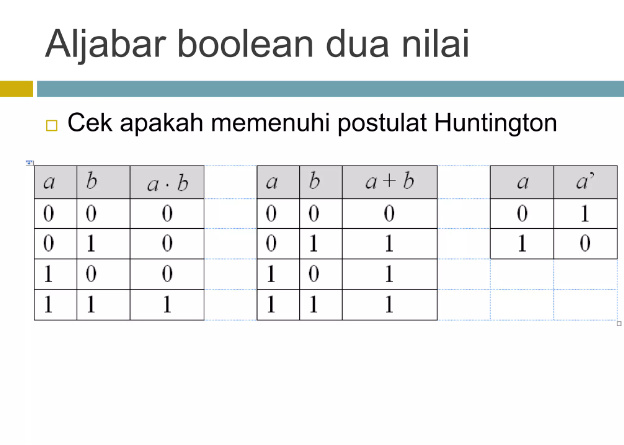 Aljabar boolean dua nilai
Cek apakah memenuhi postulat Huntington
a b a · b a b a + b a a’
0 0 0 0 0 0 0 1
0 1 0 0 1 1 1 0
1 0 0 1 0 1
1 1 1 1 1 1